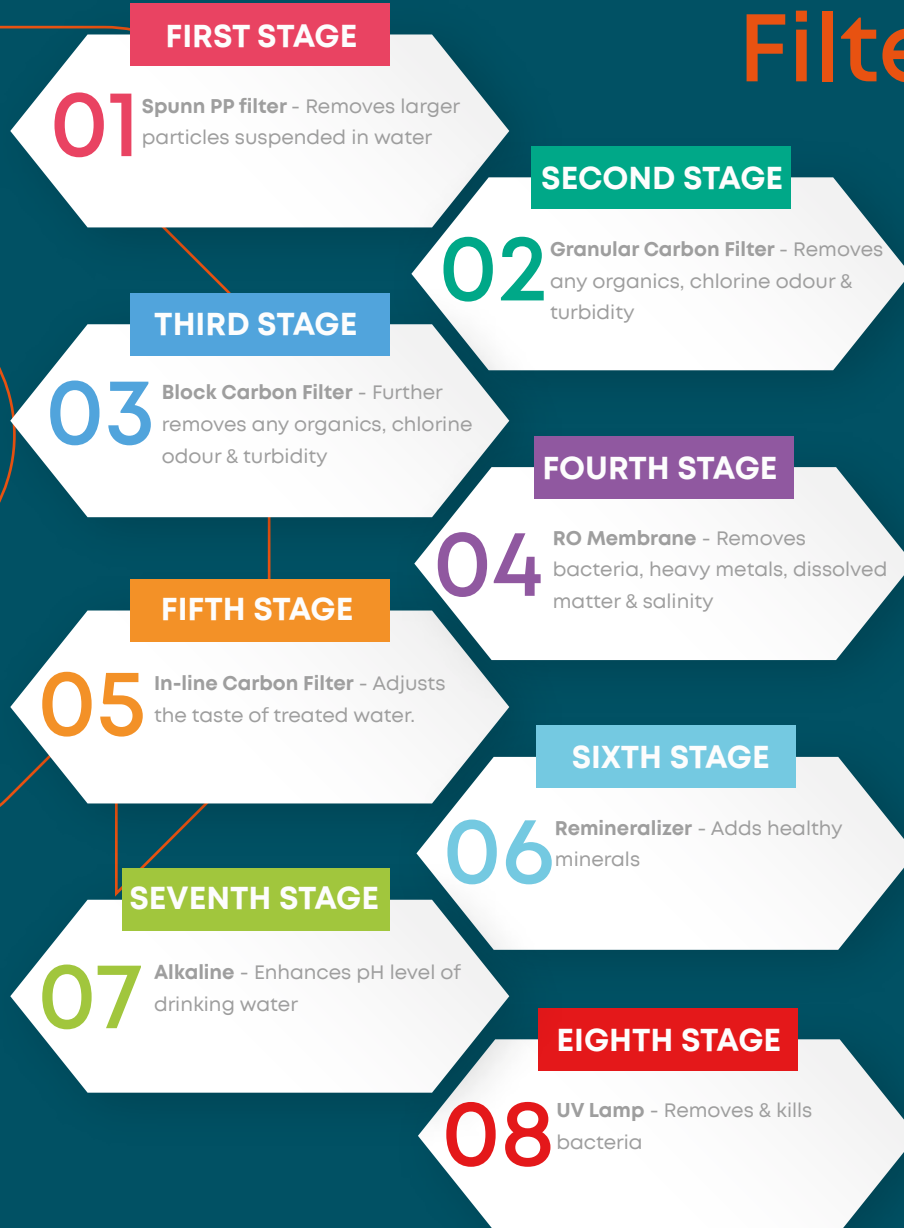 Filte
FIRST STAGE
01
Spunn PP filter - Removes larger
particles suspended in water
SECOND STAGE
02
Granular Carbon Filter - Removes
any organics, chlorine odour &
turbidity
THIRD STAGE
03
Block Carbon Filter - Further
removes any organics, chlorine
odour & turbidity
FOURTH STAGE
04
RO Membrane - Removes
bacteria, heavy metals, dissolved
matter & salinity
FIFTH STAGE
05
In-line Carbon Filter - Adjusts
the taste of treated water.
SIXTH STAGE
06
Remineralizer - Adds healthy
minerals
SEVENTH STAGE
07
Alkaline - Enhances pH level of
drinking water
EIGHTH STAGE
08
UV Lamp - Removes & kills
bacteria